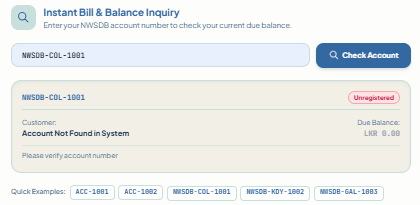 Instant Bill & Balance Inquiry
Enter your NWSDB account number to check your current due balance.
NWSDB-COL-1001
Check Account
NWSDB-COL-1001
Unregistered
Customer:
Due Balance:
Account Not Found in System
LKR 0.00
Please verify account number
Quick Examples: ACC-1001 ACC-1002 NWSDB-COL-1001 NWSDB-KDY-1002 NWSDB-GAL-1003